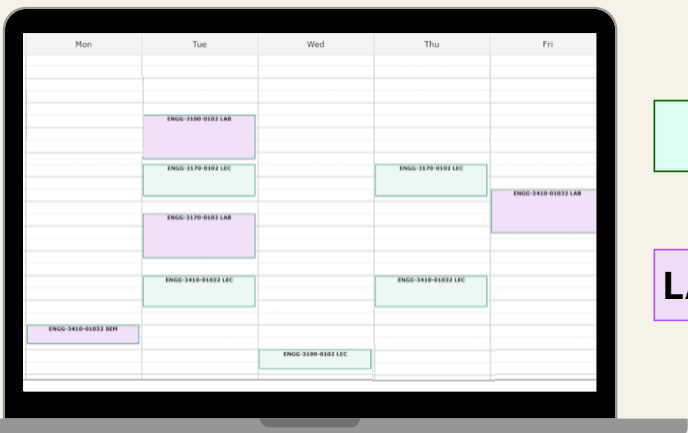 Mon Tue Wed Thu Fri
ENGG-3100-0102 LAB
ENGG-3170-0102 LEC ENGG-3170-0102 LEC
ENGG-3410-01032 LAB
ENGG-3170-0102 LAB
ENGG-3410-01032 LEC ENGG-3410-01032 LEC
ENGG-3410-01032 SEM
ENGG-3100-0102 LEC